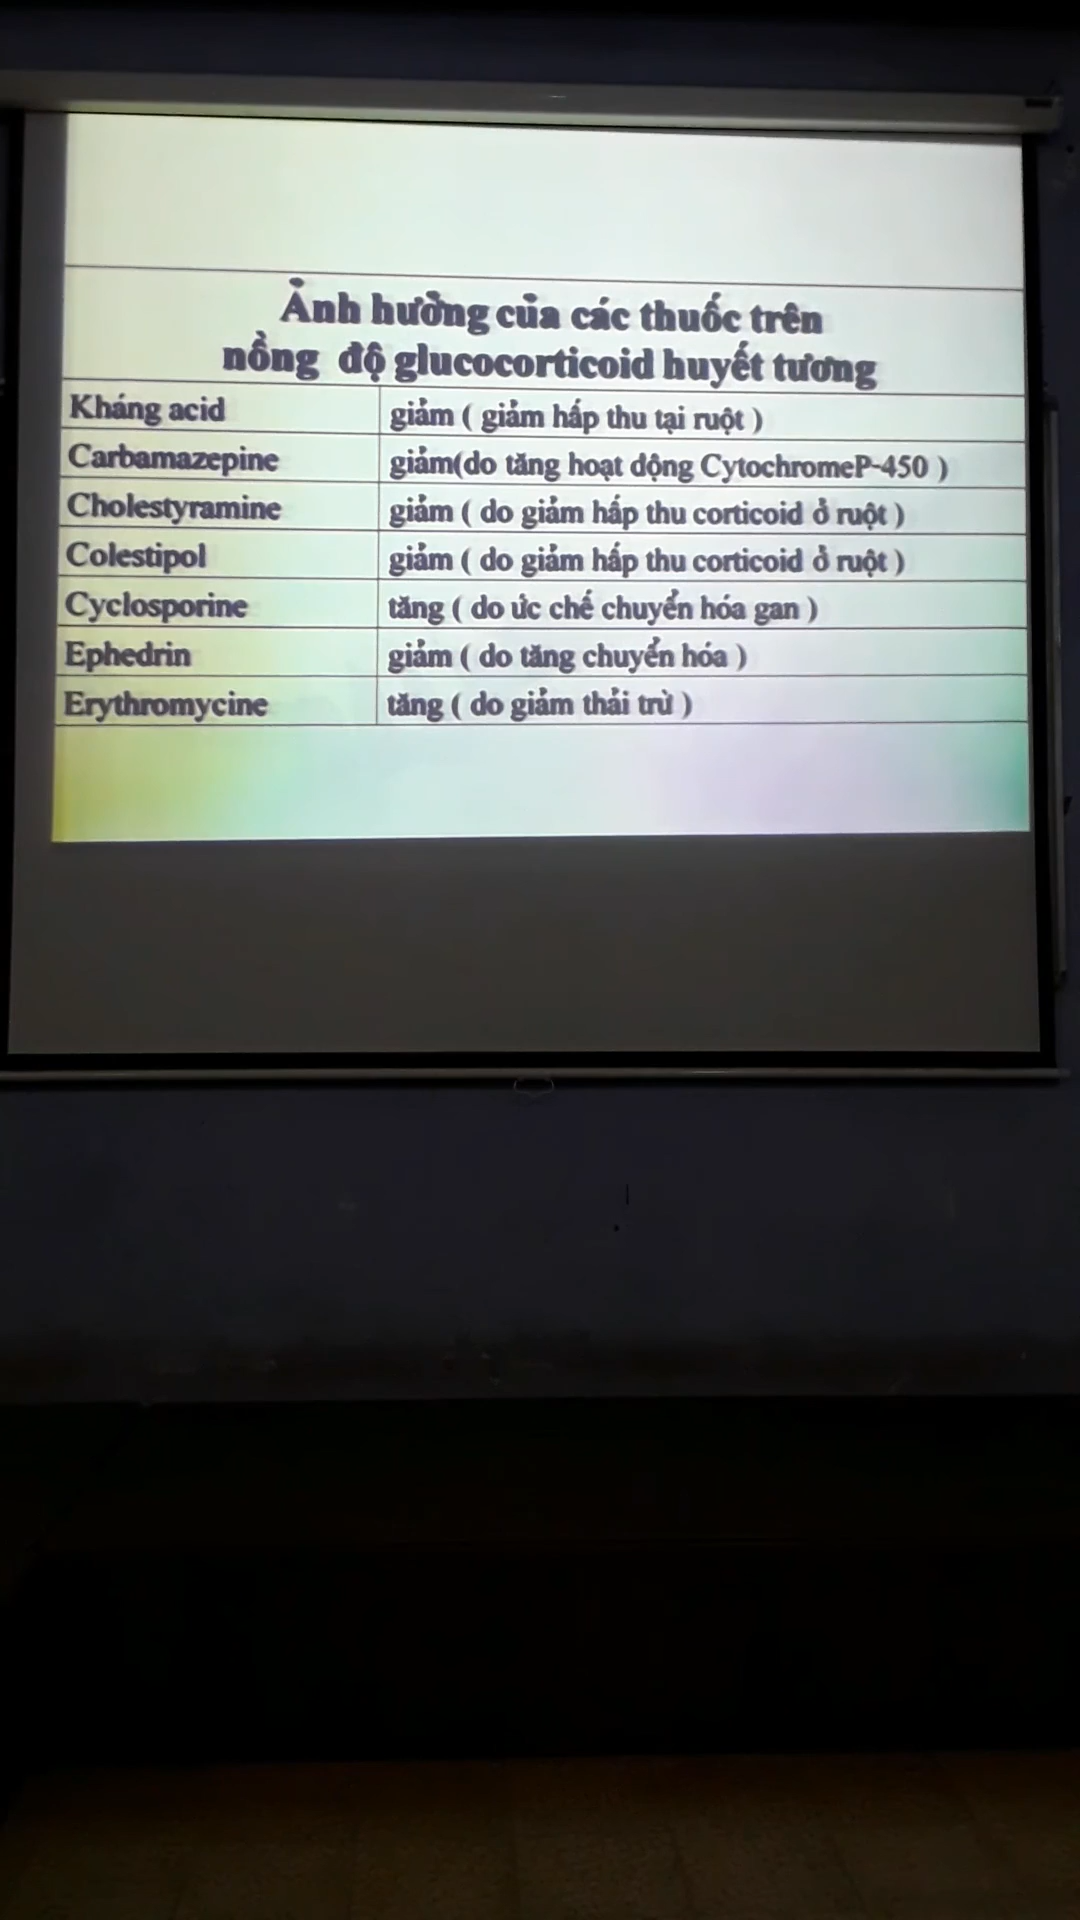 Ảnh hưởng của các thuốc trên
nồng độ glucocorticoid huyết tương
Kháng acid giảm ( giảm hấp thu tại ruột )
Carbamazepine giảm(do tăng hoạt dộng CytochromeP-450 )
Cholestyramine giảm ( do giảm hấp thu corticoid ở ruột )
Colestipol giảm ( do giảm hấp thu corticoid ở ruột )
Cyclosporine tăng ( do ức chế chuyển hóa gan )
Ephedrin giảm ( do tăng chuyển hóa )
Erythromycine tăng ( do giảm thải trừ )